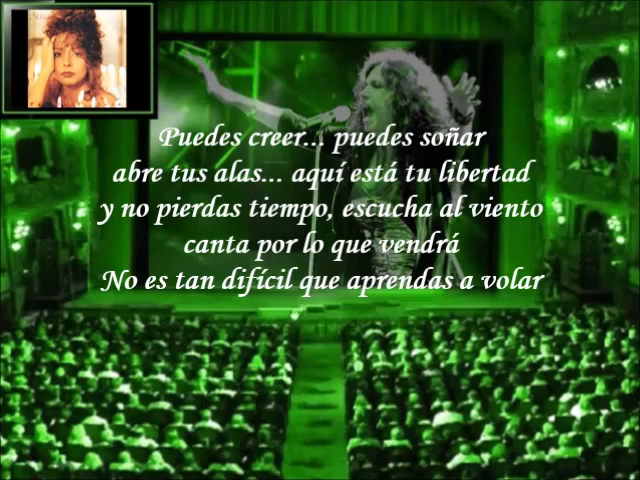 Puedes creer... puedes soñar
abre tus alas... aquí está tu libertad
y no pierdas tiempo, escucha al viento
canta por lo que vendrá
No es tan difícil que aprendas a volar